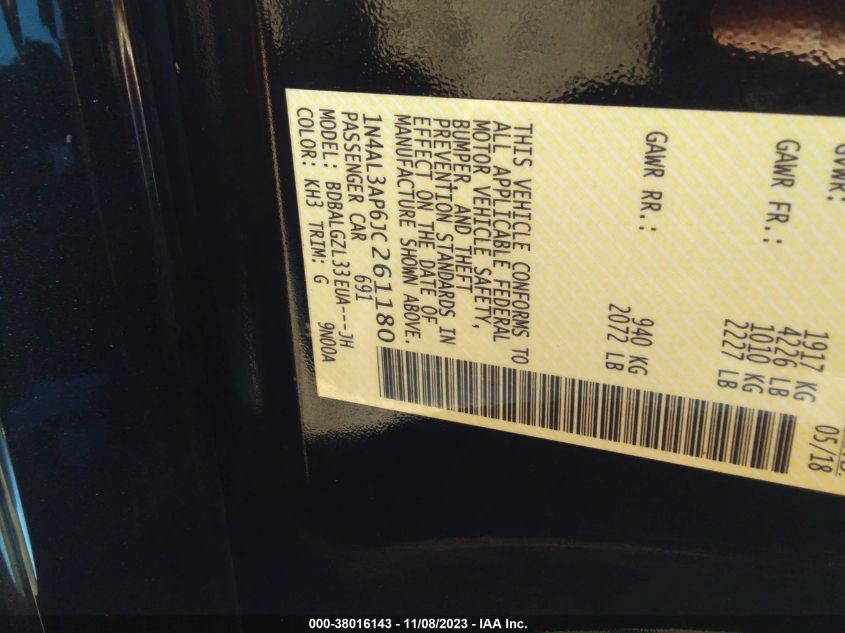 05/18
GVWR:
1917 KG
4226 LB
GAWR FR.:
1010 KG
2227 LB
GAWR RR.:
940 KG
2072 LB
THIS VEHICLE CONFORMS TO
ALL APPLICABLE FEDERAL
MOTOR VEHICLE SAFETY,
BUMPER, AND THEFT
PREVENTION STANDARDS IN
EFFECT ON THE DATE OF
MANUFACTURE SHOWN ABOVE.
1N4AL3AP6JC261180
PASSENGER CAR 691
MODEL: BDBALGZL33EUA---JH
COLOR: KH3 TRIM: G 9N00A
000-38016143 - 11/08/2023 - IAA Inc.